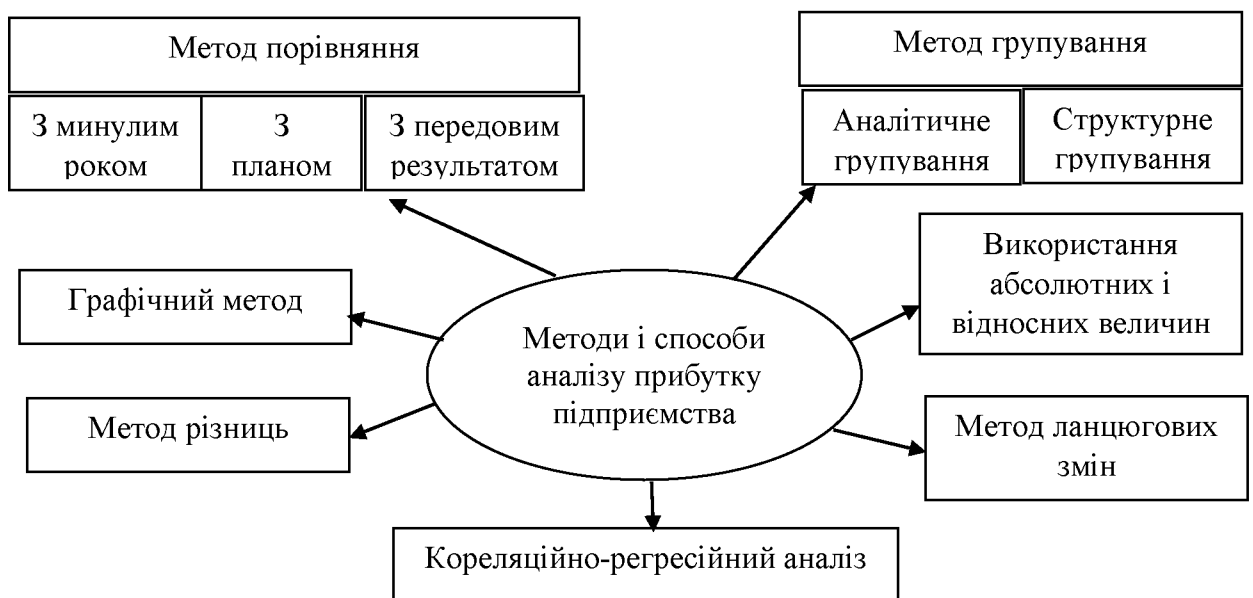 Метод порівняння
З минулим
роком
З
планом
З передовим
результатом
Метод групування
Аналітичне
групування
Структурне
групування
Графічний метод
Використання
абсолютних і
відносних величин
Методи і способи
аналізу прибутку
підприємства
Метод різниць
Метод ланцюгових
змін
Кореляційно-регресійний аналіз